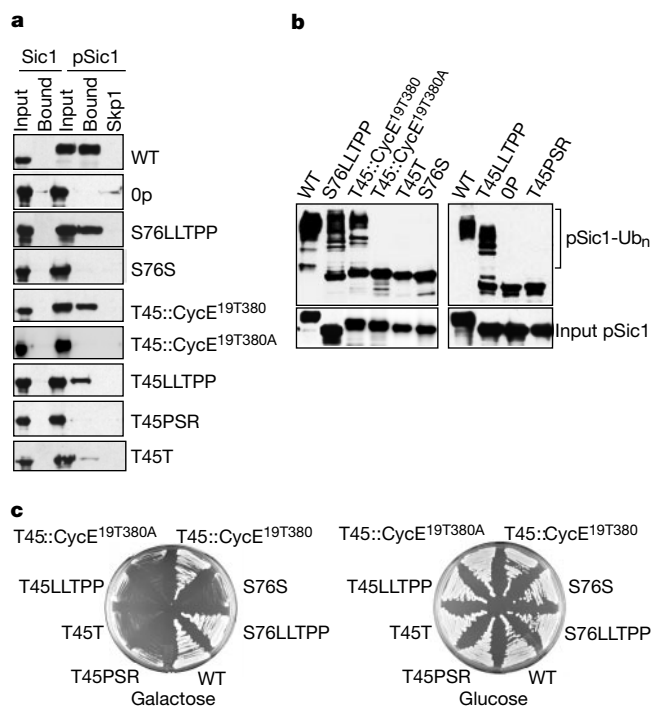 a
Sic1 pSic1
Input Bound Input Bound Skp1
WT
0p
S76LLTPP
S76S
T45::CycE19T380
T45::CycE19T380A
T45LLTPP
T45PSR
T45T
b
WT S76LLTPP T45::CycE19T380 T45::CycE19T380A T45T S76S
WT T45LLTPP 0P T45PSR
pSic1-Ubn
Input pSic1
c
T45::CycE19T380A T45::CycE19T380
T45LLTPP S76S
T45T S76LLTPP
T45PSR WT
Galactose
T45::CycE19T380A T45::CycE19T380
T45LLTPP S76S
T45T S76LLTPP
T45PSR WT
Glucose